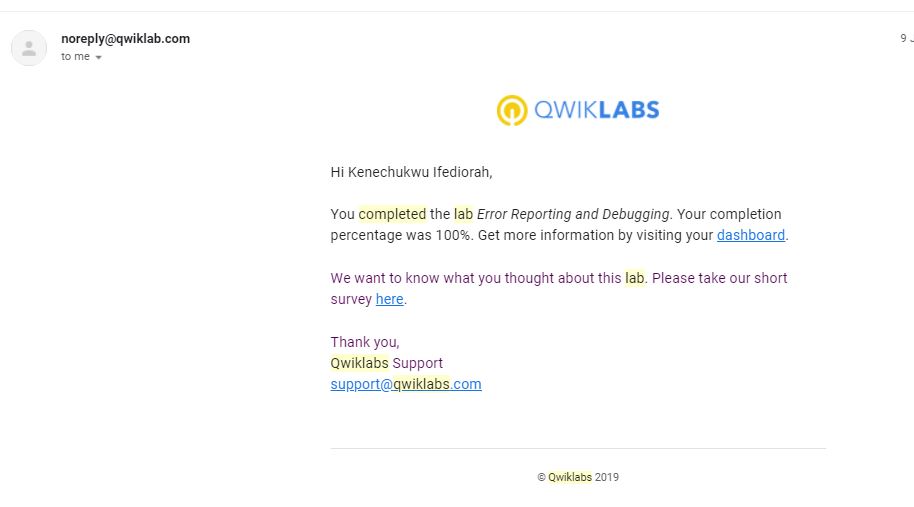 noreply@qwiklab.com
9 J
to me
QWIKLABS
Hi Kenechukwu Ifediorah,
You completed the lab Error Reporting and Debugging. Your completion
percentage was 100%. Get more information by visiting your dashboard.
We want to know what you thought about this lab. Please take our short
survey here.
Thank you,
Qwiklabs Support
support@qwiklabs.com
© Qwiklabs 2019